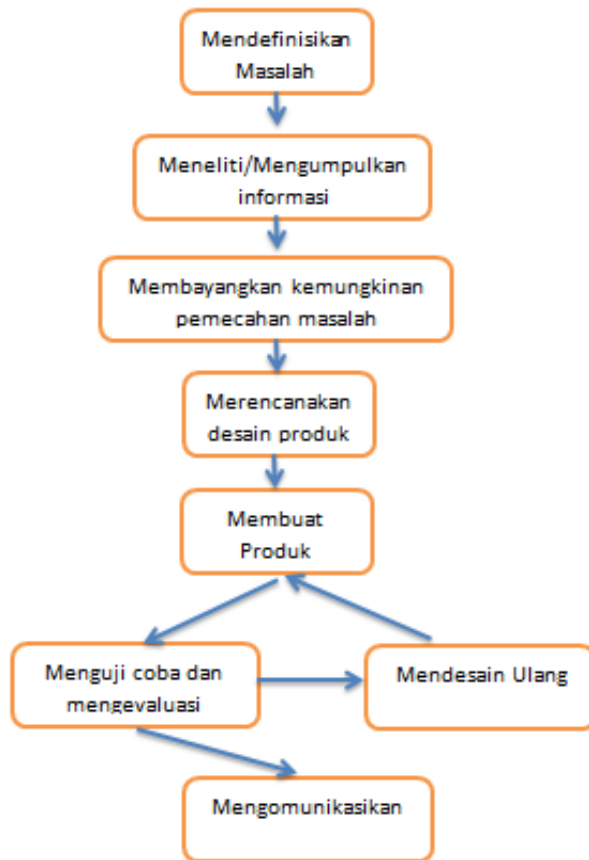 Mendefinisikan
Masalah
Meneliti/Mengumpulkan
informasi
Membayangkan kemungkinan
pemecahan masalah
Merencanakan
desain produk
Membuat
Produk
Menguji coba dan
mengevaluasi
Mendesain Ulang
Mengomunikasikan